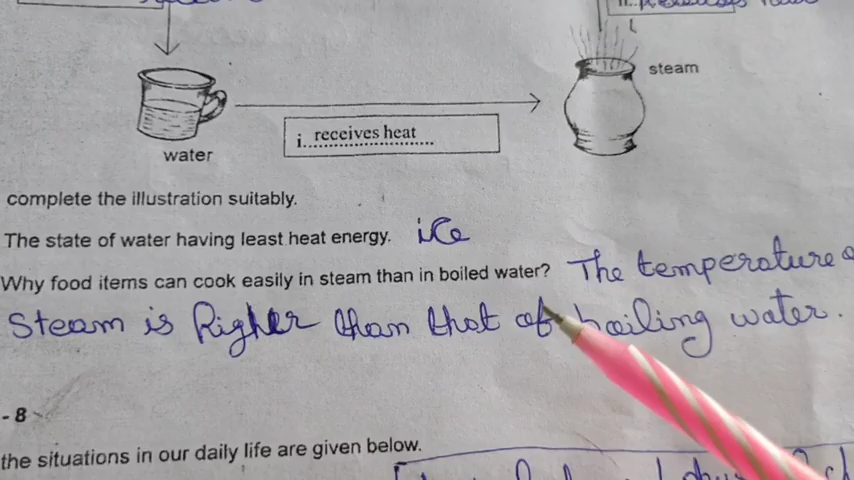 steam
i. receives heat
water
complete the illustration suitably.
The state of water having least heat energy. ice
Why food items can cook easily in steam than in boiled water? The temperature
Steam is Higher than that of boiling water.
- 8
the situations in our daily life are given below.